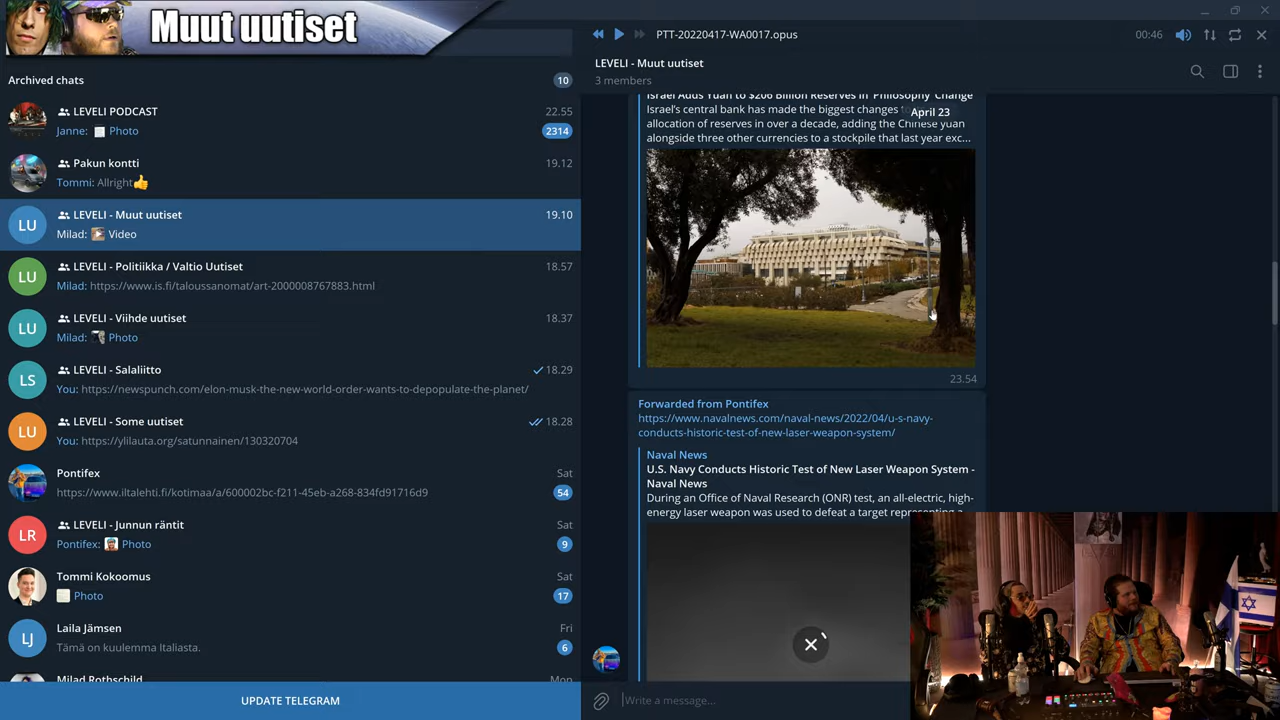 Muut uutiset
PTT-20220417-WA0017.opus
00:46
Archived chats
10
LEVELI - Muut uutiset
3 members
LEVELI PODCAST
22.55
Janne: Photo
2314
Pakun kontti
19.12
Tommi: Allright👍
LU
LEVELI - Muut uutiset
19.10
Milad: Video
LU
LEVELI - Politiikka / Valtio Uutiset
18.57
Milad: https://www.is.fi/taloussanomat/art-2000008767883.html
LU
LEVELI - Viihde uutiset
18.37
Milad: Photo
LS
LEVELI - Salaliitto
18.29
You: https://newspunch.com/elon-musk-the-new-world-order-wants-to-depopulate-the-planet/
LU
LEVELI - Some uutiset
18.28
You: https://ylilauta.org/satunnainen/130320704
Pontifex
Sat
https://www.iltalehti.fi/kotimaa/a/600002bc-f211-45eb-a268-834fd91716d9
54
LR
LEVELI - Junnun räntit
Sat
Pontifex: Photo
9
Tommi Kokoomus
Sat
Photo
17
LJ
Laila Jämsen
Fri
Tämä on kuulemma Italiasta.
6
Milad Rothschild
Mon
UPDATE TELEGRAM
Israel Adds Yuan to $206 Billion Reserves in 'Philosophy' Change
April 23
Israel's central bank has made the biggest changes
allocation of reserves in over a decade, adding the Chinese yuan
alongside three other currencies to a stockpile that last year exc...
23.54
Forwarded from Pontifex
https://www.navalnews.com/naval-news/2022/04/u-s-navy-
conducts-historic-test-of-new-laser-weapon-system/
Naval News
U.S. Navy Conducts Historic Test of New Laser Weapon System -
Naval News
During an Office of Naval Research (ONR) test, an all-electric, high-
energy laser weapon was used to defeat a target representing a
Write a message...